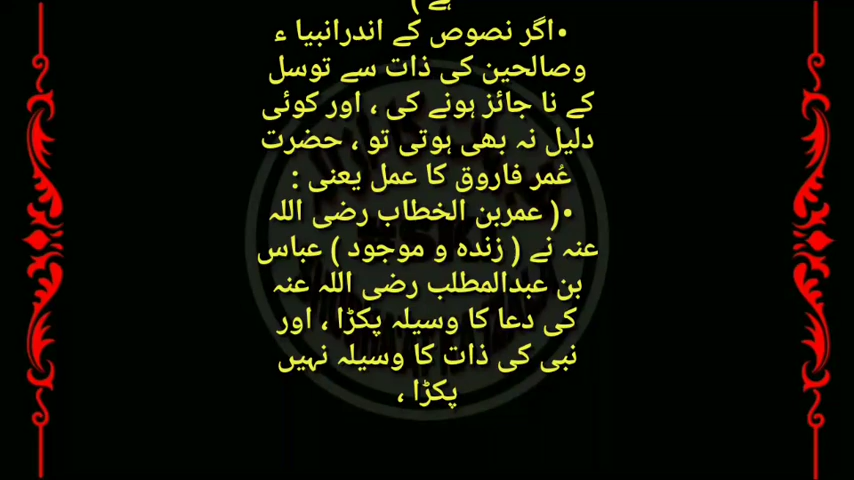 ہے )
•اگر نصوص کے اندرانبیا ء
وصالحین کی ذات سے توسل
کے نا جائز ہونے کی ، اور کوئی
دلیل نہ بھی ہوتی تو ، حضرت
عُمر فاروق کا عمل یعنی :
•( عمربن الخطاب رضی اللہ
عنہ نے ( زندہ و موجود ) عباس
بن عبدالمطلب رضی اللہ عنہ
کی دعا کا وسیلہ پکڑا ، اور
نبی کی ذات کا وسیلہ نہیں
پکڑا ،